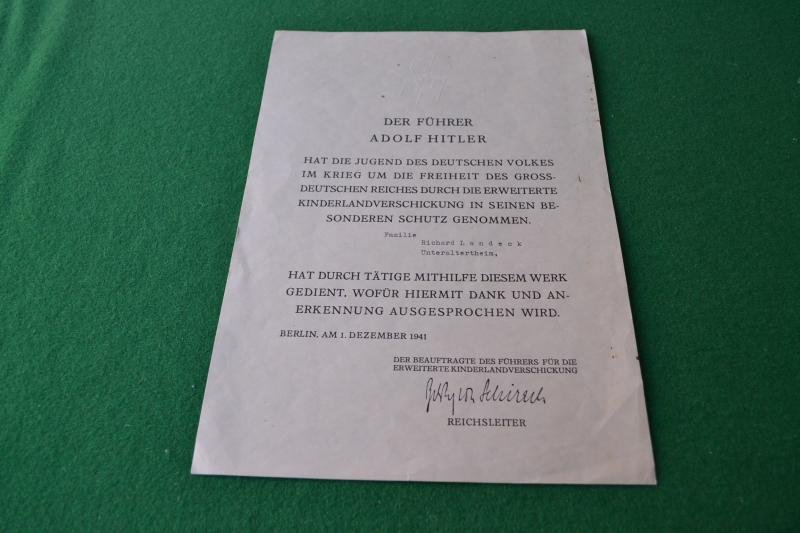 DER FÜHRER
ADOLF HITLER
HAT DIE JUGEND DES DEUTSCHEN VOLKES
IM KRIEG UM DIE FREIHEIT DES GROSS-
DEUTSCHEN REICHES DURCH DIE ERWEITERTE
KINDERLANDVERSCHICKUNG IN SEINEN BE-
SONDEREN SCHUTZ GENOMMEN.
Familie
Richard L a n d e c k
Unteraltertheim,
HAT DURCH TÄTIGE MITHILFE DIESEM WERK
GEDIENT, WOFÜR HIERMIT DANK UND AN-
ERKENNUNG AUSGESPROCHEN WIRD.
BERLIN, AM 1. DEZEMBER 1941
DER BEAUFTRAGTE DES FÜHRERS FÜR DIE
ERWEITERTE KINDERLANDVERSCHICKUNG
von Schirach
REICHSLEITER